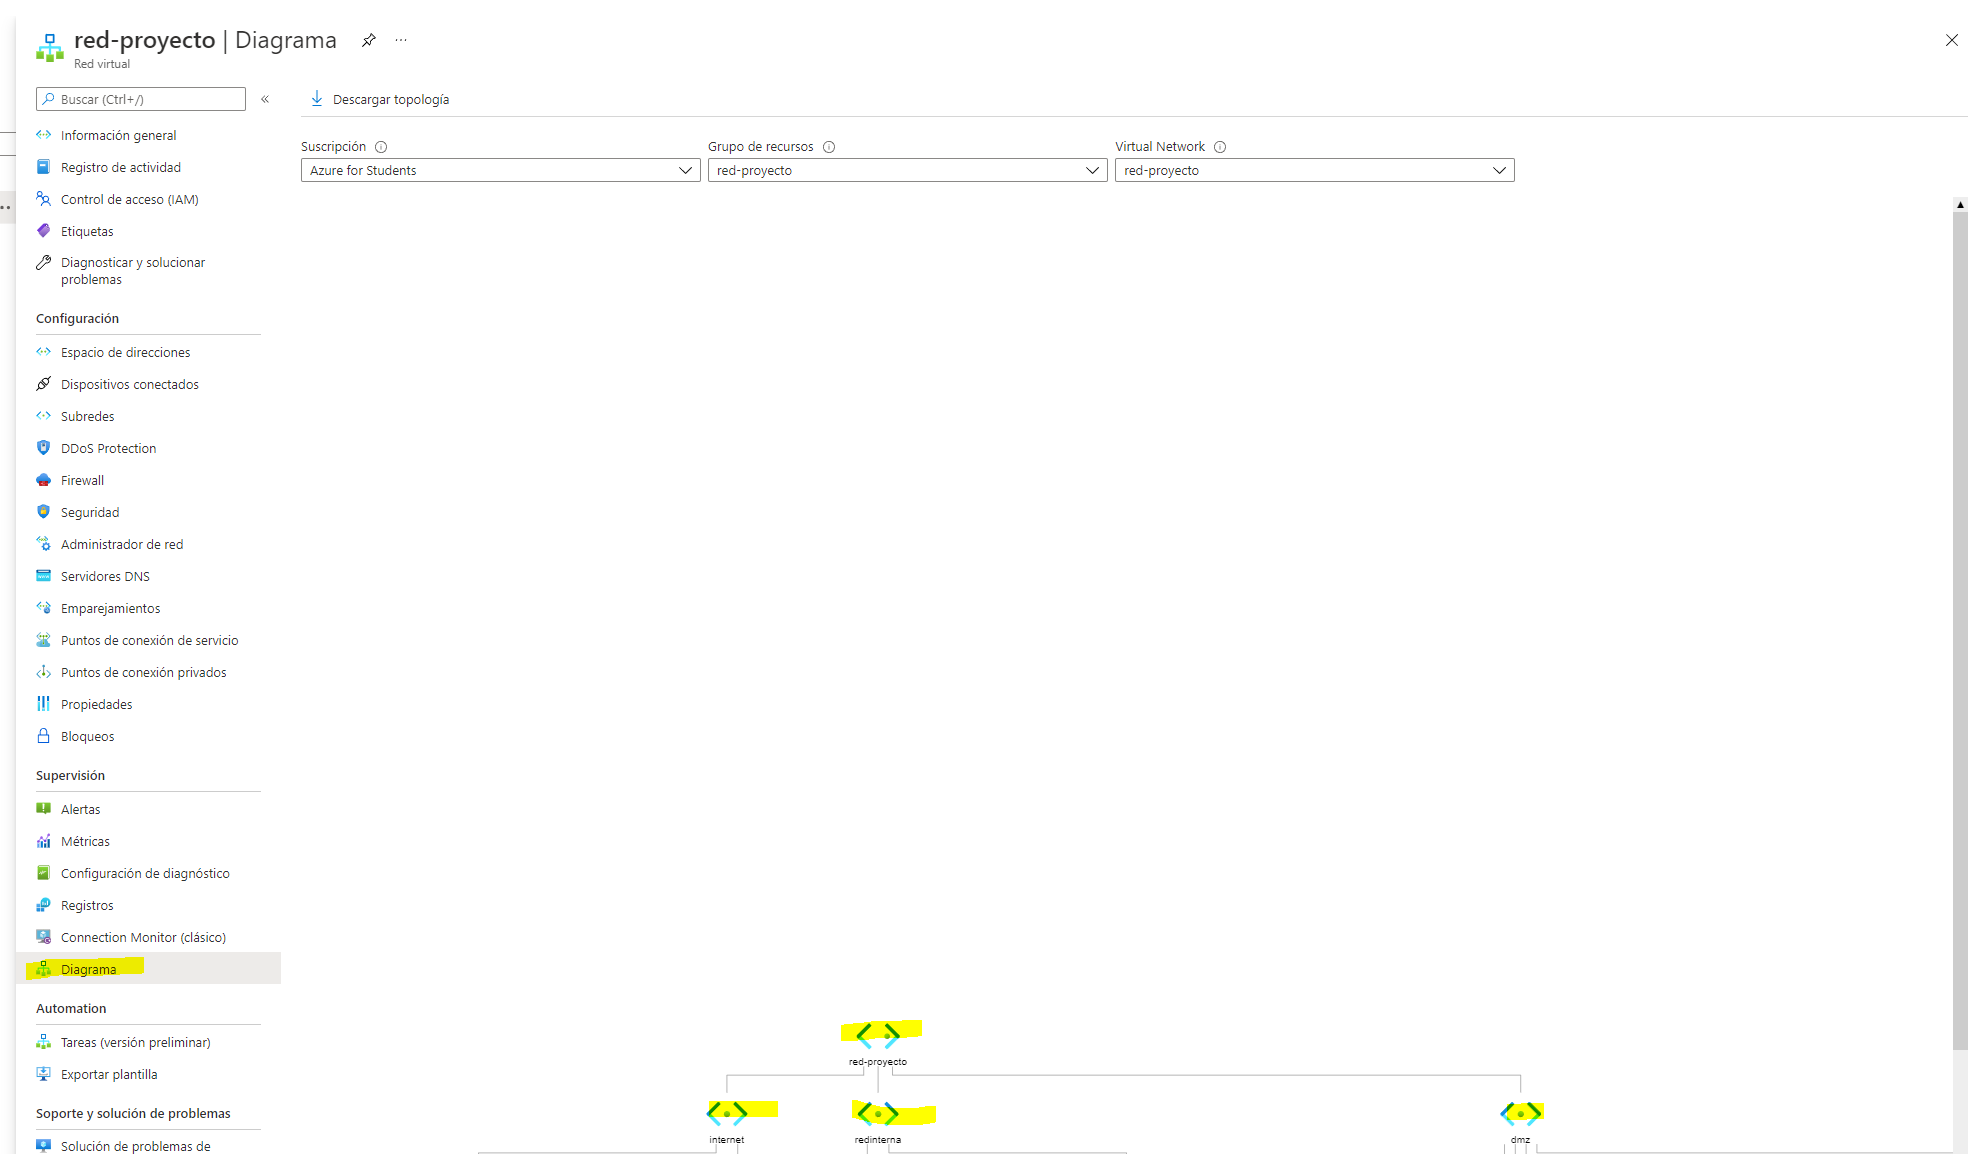 red-proyecto | Diagrama
Red virtual
Buscar (Ctrl+/)
Información general
Registro de actividad
Control de acceso (IAM)
Etiquetas
Diagnosticar y solucionar
problemas
Configuración
Espacio de direcciones
Dispositivos conectados
Subredes
DDoS Protection
Firewall
Seguridad
Administrador de red
Servidores DNS
Emparejamientos
Puntos de conexión de servicio
Puntos de conexión privados
Propiedades
Bloqueos
Supervisión
Alertas
Métricas
Configuración de diagnóstico
Registros
Connection Monitor (clásico)
Diagrama
Automation
Tareas (versión preliminar)
Exportar plantilla
Soporte y solución de problemas
Solución de problemas de
Descargar topología
Suscripción
Azure for Students
Grupo de recursos
red-proyecto
Virtual Network
red-proyecto
red-proyecto
internet
redinterna
dmz